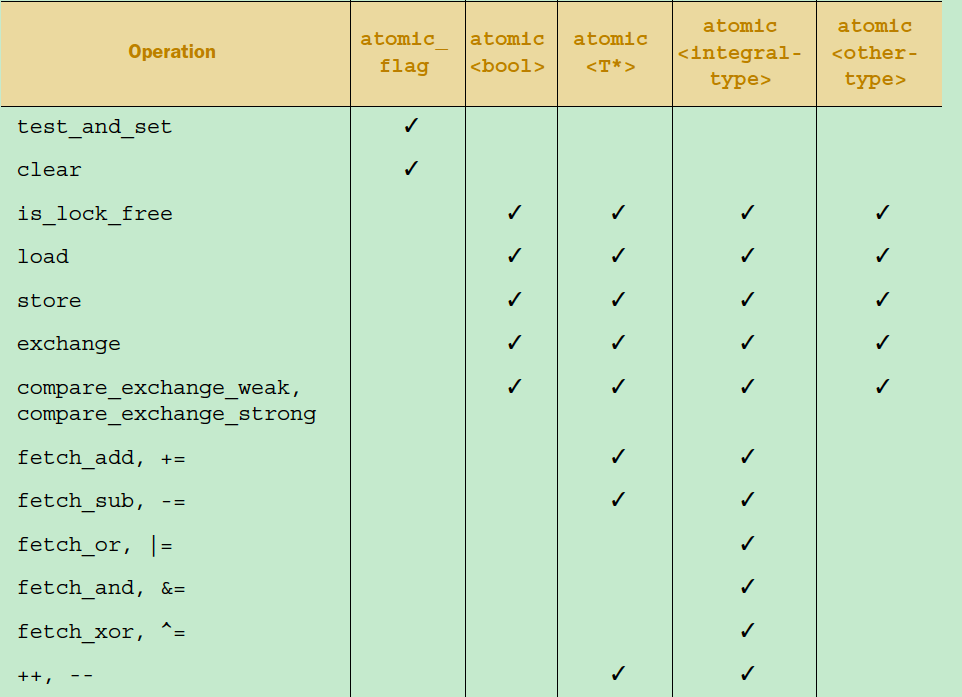 Operation atomic_ flag atomic <bool> atomic <T*> atomic <integral- type> atomic <other- type>
test_and_set ✓
clear ✓
is_lock_free ✓ ✓ ✓ ✓
load ✓ ✓ ✓ ✓
store ✓ ✓ ✓ ✓
exchange ✓ ✓ ✓ ✓
compare_exchange_weak, ✓ ✓ ✓ ✓
compare_exchange_strong
fetch_add, += ✓ ✓
fetch_sub, -= ✓ ✓
fetch_or, |= ✓
fetch_and, &= ✓
fetch_xor, ^= ✓
++, -- ✓ ✓